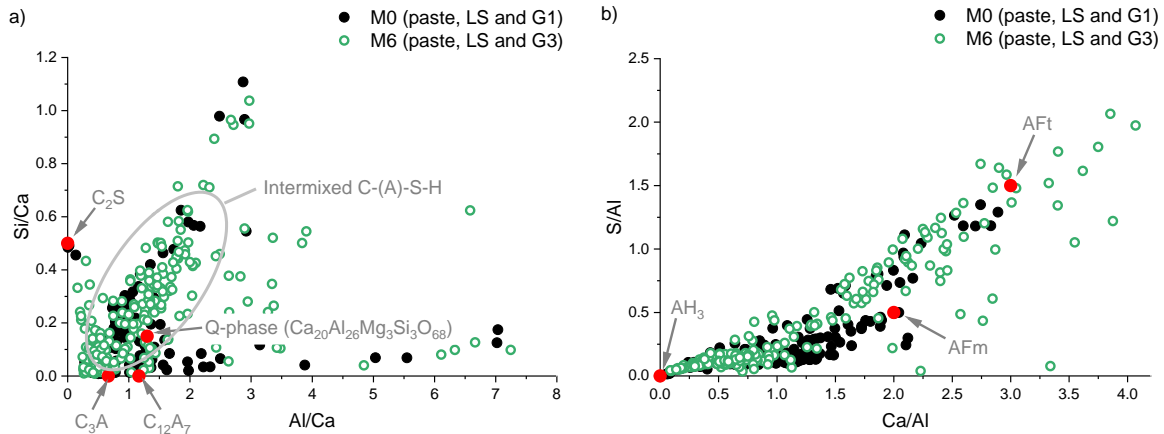 a)
M0 (paste, LS and G1)
M6 (paste, LS and G3)
1.2
1.0
0.8
0.6
0.4
0.2
0.0
Si/Ca
C₂S
Intermixed C-(A)-S-H
Q-phase (Ca₂₀Al₂₆Mg₃Si₃O₆₈)
0 1 2 3 4 5 6 7 8
C₃A
C₁₂A₇
Al/Ca
b)
M0 (paste, LS and G1)
M6 (paste, LS and G3)
2.5
2.0
1.5
1.0
0.5
0.0
S/Al
AFt
AH₃
AFm
0.0 0.5 1.0 1.5 2.0 2.5 3.0 3.5 4.0
Ca/Al